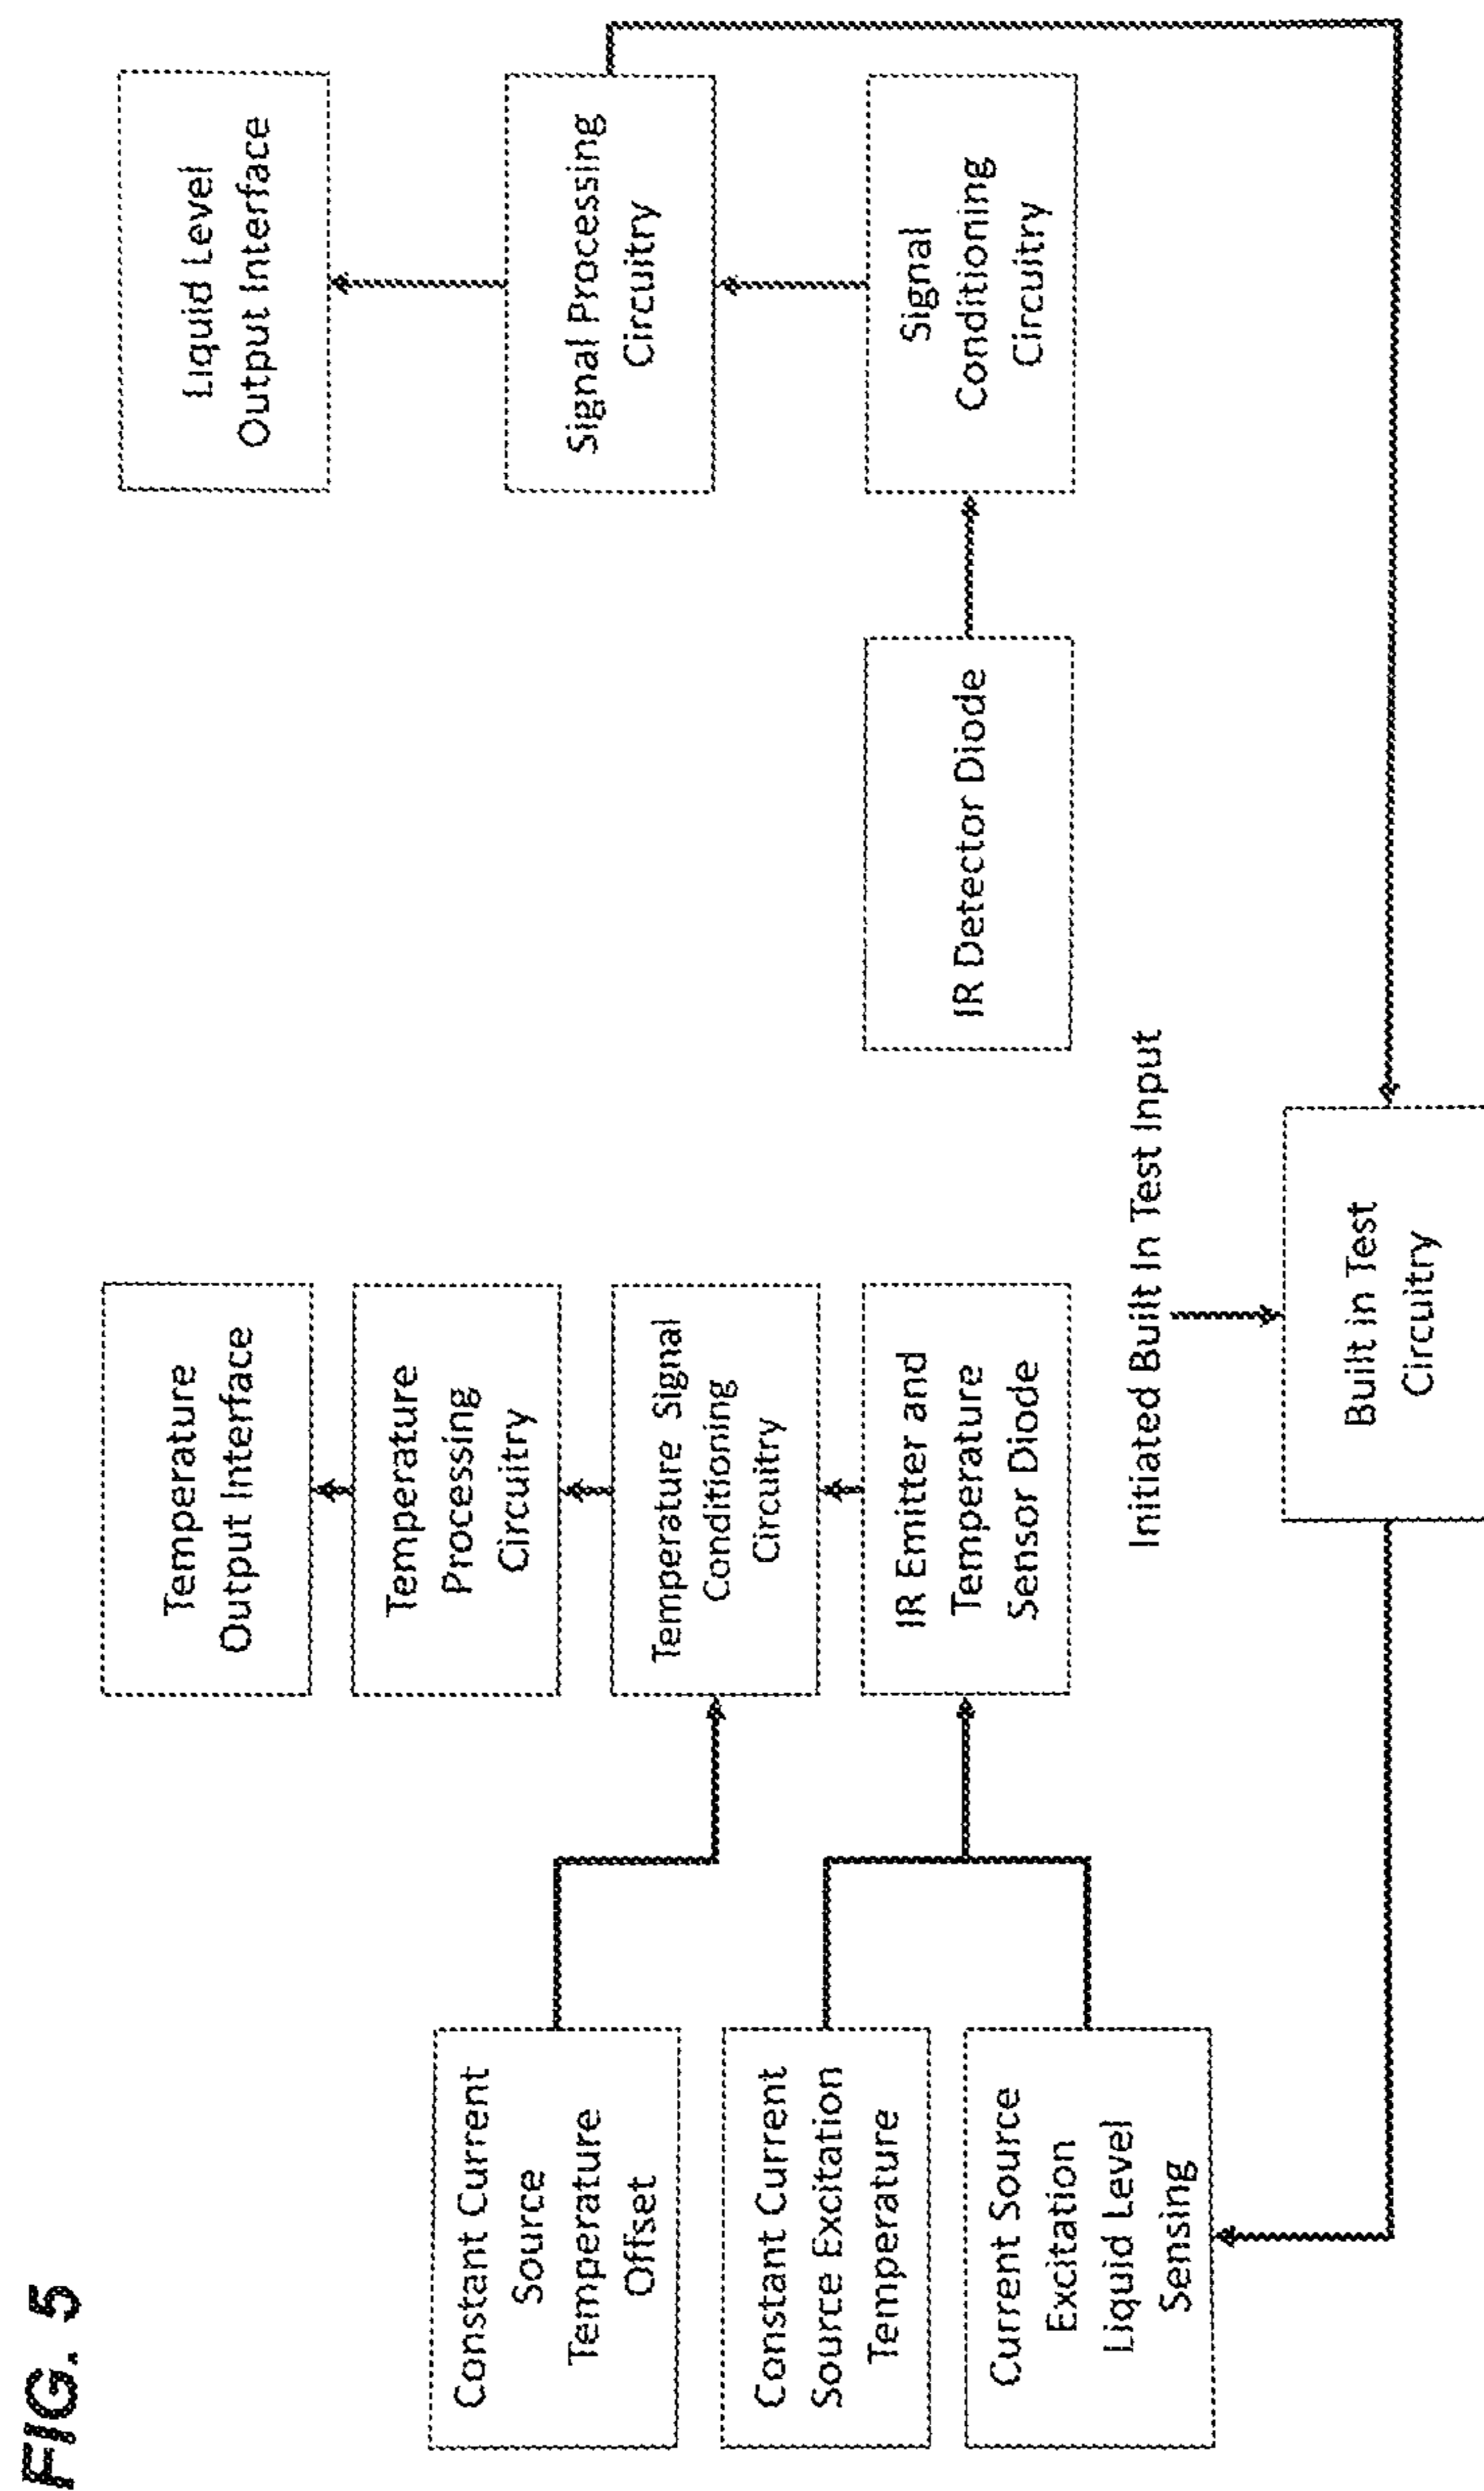 FIG. 5
Constant Current
Source
Temperature
Offset
Constant Current
Source Excitation
Temperature
Current Source
Excitation
Liquid Level
Sensing
Temperature
Output Interface
Temperature
Processing
Circuitry
Temperature Signal
Conditioning
Circuitry
IR Emitter and
Temperature
Sensor Diode
Initiated Built In Test Input
Built in Test
Circuitry
IR Detector Diode
Liquid Level
Output Interface
Signal Processing
Circuitry
Signal
Conditioning
Circuitry